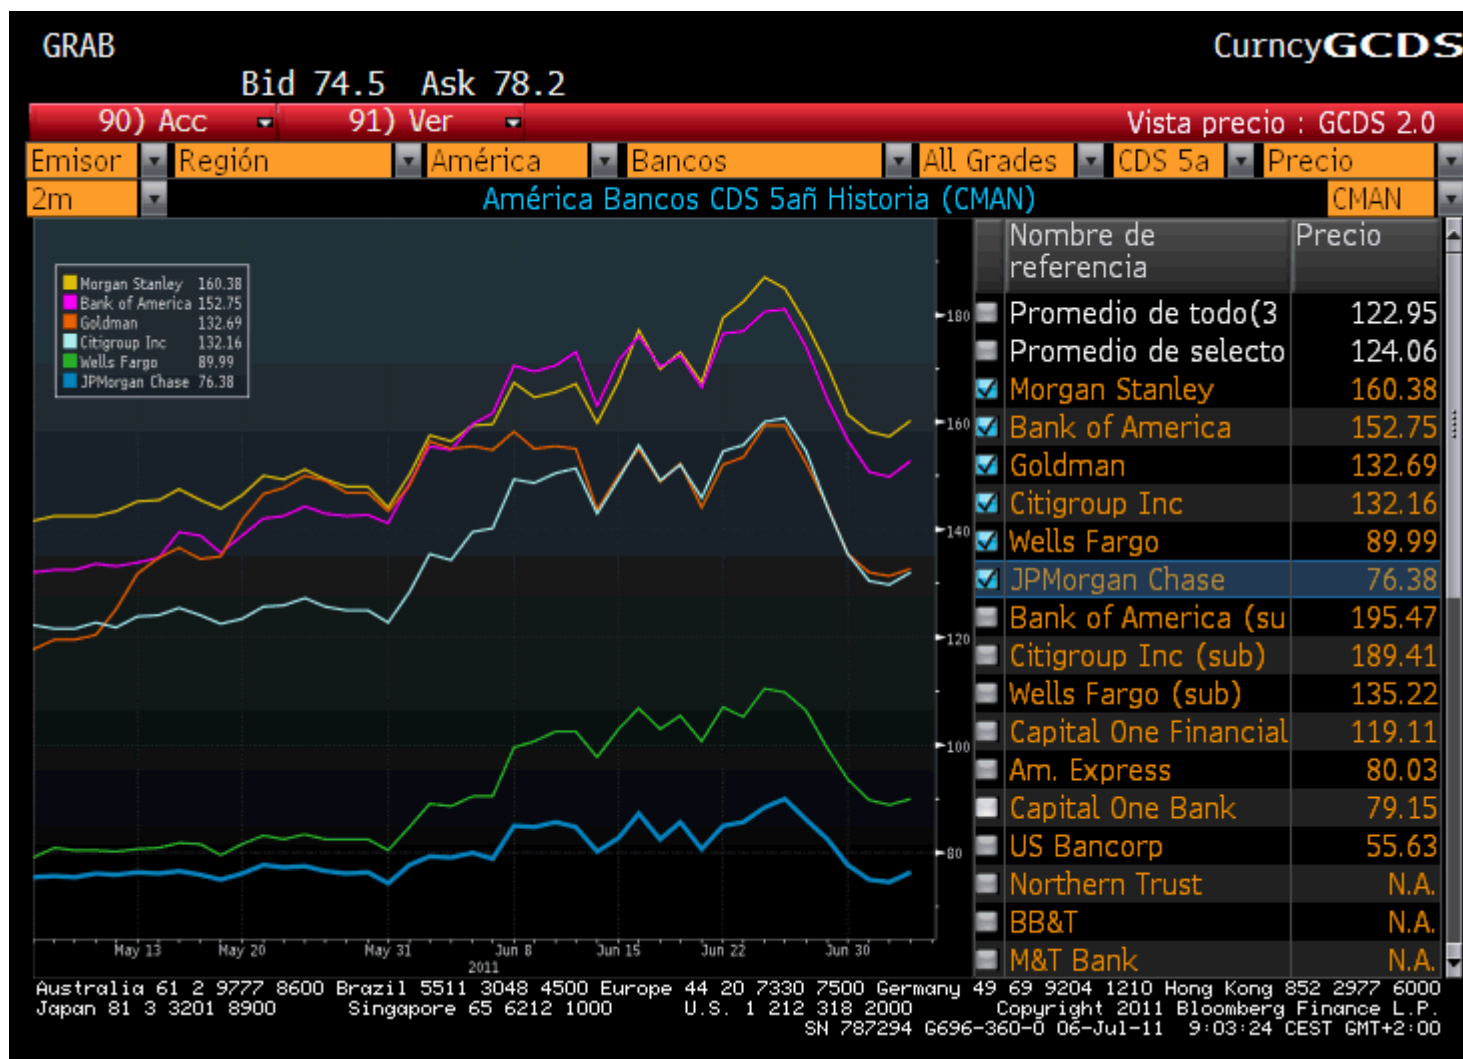 GRAB
CurncyGCDS
Bid 74.5 Ask 78.2
90) Acc 91) Ver Vista precio : GCDS 2.0
Emisor Región América Bancos All Grades CDS 5a Precio
2m América Bancos CDS 5añ Historia (CMAN) CMAN
Morgan Stanley 160.38
Bank of America 152.75
Goldman 132.69
Citigroup Inc 132.16
Wells Fargo 89.99
JPMorgan Chase 76.38
180
160
140
120
100
80
May 13 May 20 May 31 Jun 8 Jun 15 Jun 22 Jun 30
2011
Nombre de referencia Precio
Promedio de todo(3 122.95
Promedio de selecto 124.06
Morgan Stanley 160.38
Bank of America 152.75
Goldman 132.69
Citigroup Inc 132.16
Wells Fargo 89.99
JPMorgan Chase 76.38
Bank of America (su 195.47
Citigroup Inc (sub) 189.41
Wells Fargo (sub) 135.22
Capital One Financial 119.11
Am. Express 80.03
Capital One Bank 79.15
US Bancorp 55.63
Northern Trust N.A.
BB&T N.A.
M&T Bank N.A.
Australia 61 2 9777 8600 Brazil 5511 3048 4500 Europe 44 20 7330 7500 Germany 49 69 9204 1210 Hong Kong 852 2977 6000
Japan 81 3 3201 8900 Singapore 65 6212 1000 U.S. 1 212 318 2000 Copyright 2011 Bloomberg Finance L.P.
SN 787294 G696-360-0 06-Jul-11 9:03:24 CEST GMT+2:00